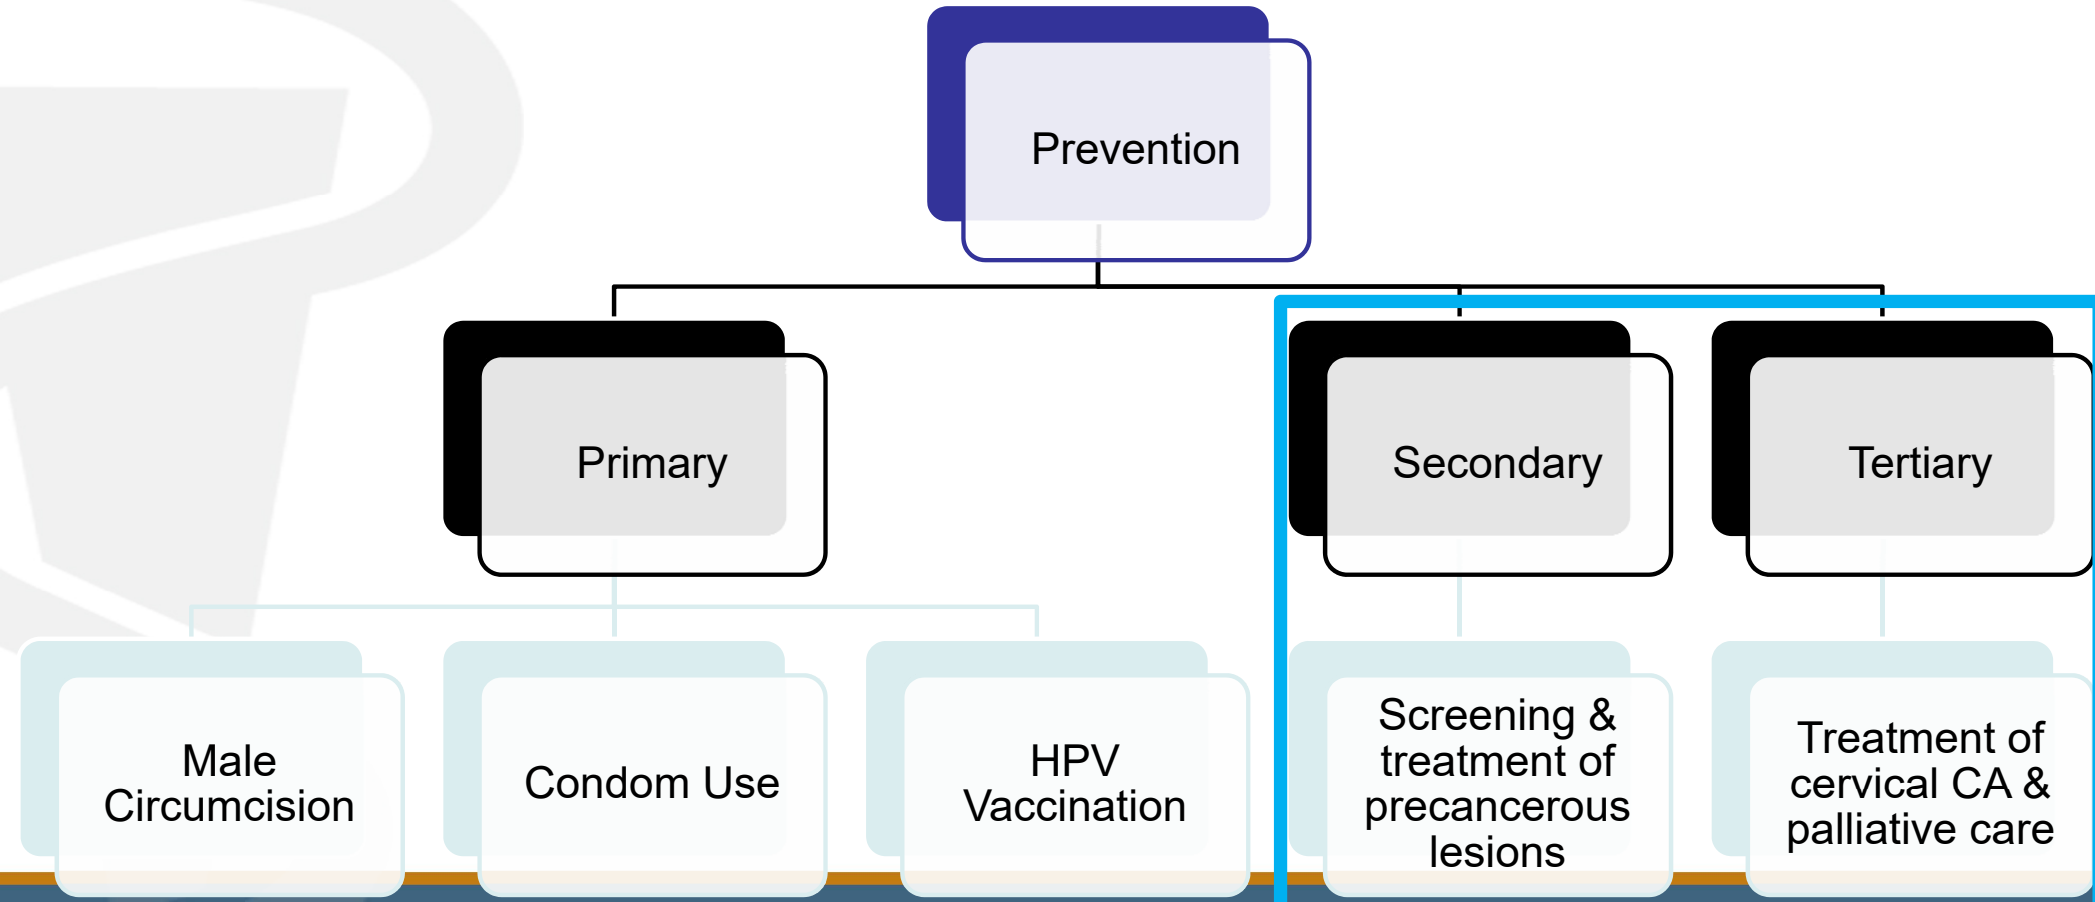 Prevention
Primary
Secondary
Tertiary
Male
Circumcision
Condom Use
HPV
Vaccination
Screening &
treatment of
precancerous
lesions
Treatment of
cervical CA &
palliative care